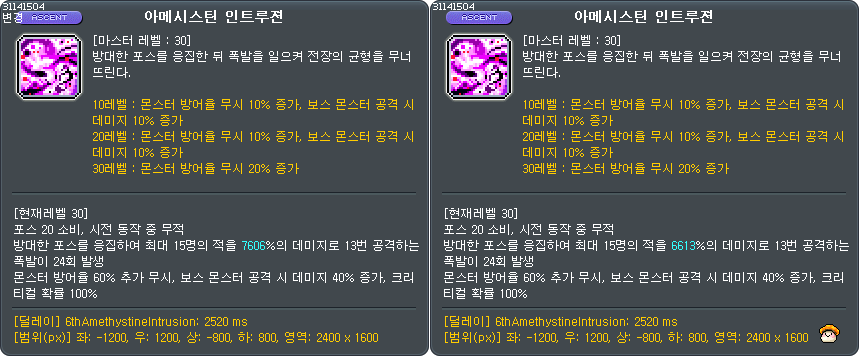 31141504
변경
ASCENT
아메시스틴 인트루젼
[마스터 레벨 : 30]
방대한 포스를 응집한 뒤 폭발을 일으켜 전장의 균형을 무너
뜨린다.
10레벨 : 몬스터 방어율 무시 10% 증가, 보스 몬스터 공격 시
데미지 10% 증가
20레벨 : 몬스터 방어율 무시 10% 증가, 보스 몬스터 공격 시
데미지 10% 증가
30레벨 : 몬스터 방어율 무시 20% 증가
[현재레벨 30]
포스 20 소비, 시전 동작 중 무적
방대한 포스를 응집하여 최대 15명의 적을 7606%의 데미지로 13번 공격하는
폭발이 24회 발생
몬스터 방어율 60% 추가 무시, 보스 몬스터 공격 시 데미지 40% 증가, 크리
티컬 확률 100%
[딜레이] 6thAmethystineIntrusion: 2520 ms
[범위(px)] 좌: -1200, 우: 1200, 상: -800, 하: 800, 영역: 2400 x 1600
31141504
ASCENT
아메시스틴 인트루젼
[마스터 레벨 : 30]
방대한 포스를 응집한 뒤 폭발을 일으켜 전장의 균형을 무너
뜨린다.
10레벨 : 몬스터 방어율 무시 10% 증가, 보스 몬스터 공격 시
데미지 10% 증가
20레벨 : 몬스터 방어율 무시 10% 증가, 보스 몬스터 공격 시
데미지 10% 증가
30레벨 : 몬스터 방어율 무시 20% 증가
[현재레벨 30]
포스 20 소비, 시전 동작 중 무적
방대한 포스를 응집하여 최대 15명의 적을 6613%의 데미지로 13번 공격하는
폭발이 24회 발생
몬스터 방어율 60% 추가 무시, 보스 몬스터 공격 시 데미지 40% 증가, 크리
티컬 확률 100%
[딜레이] 6thAmethystineIntrusion: 2520 ms
[범위(px)] 좌: -1200, 우: 1200, 상: -800, 하: 800, 영역: 2400 x 1600